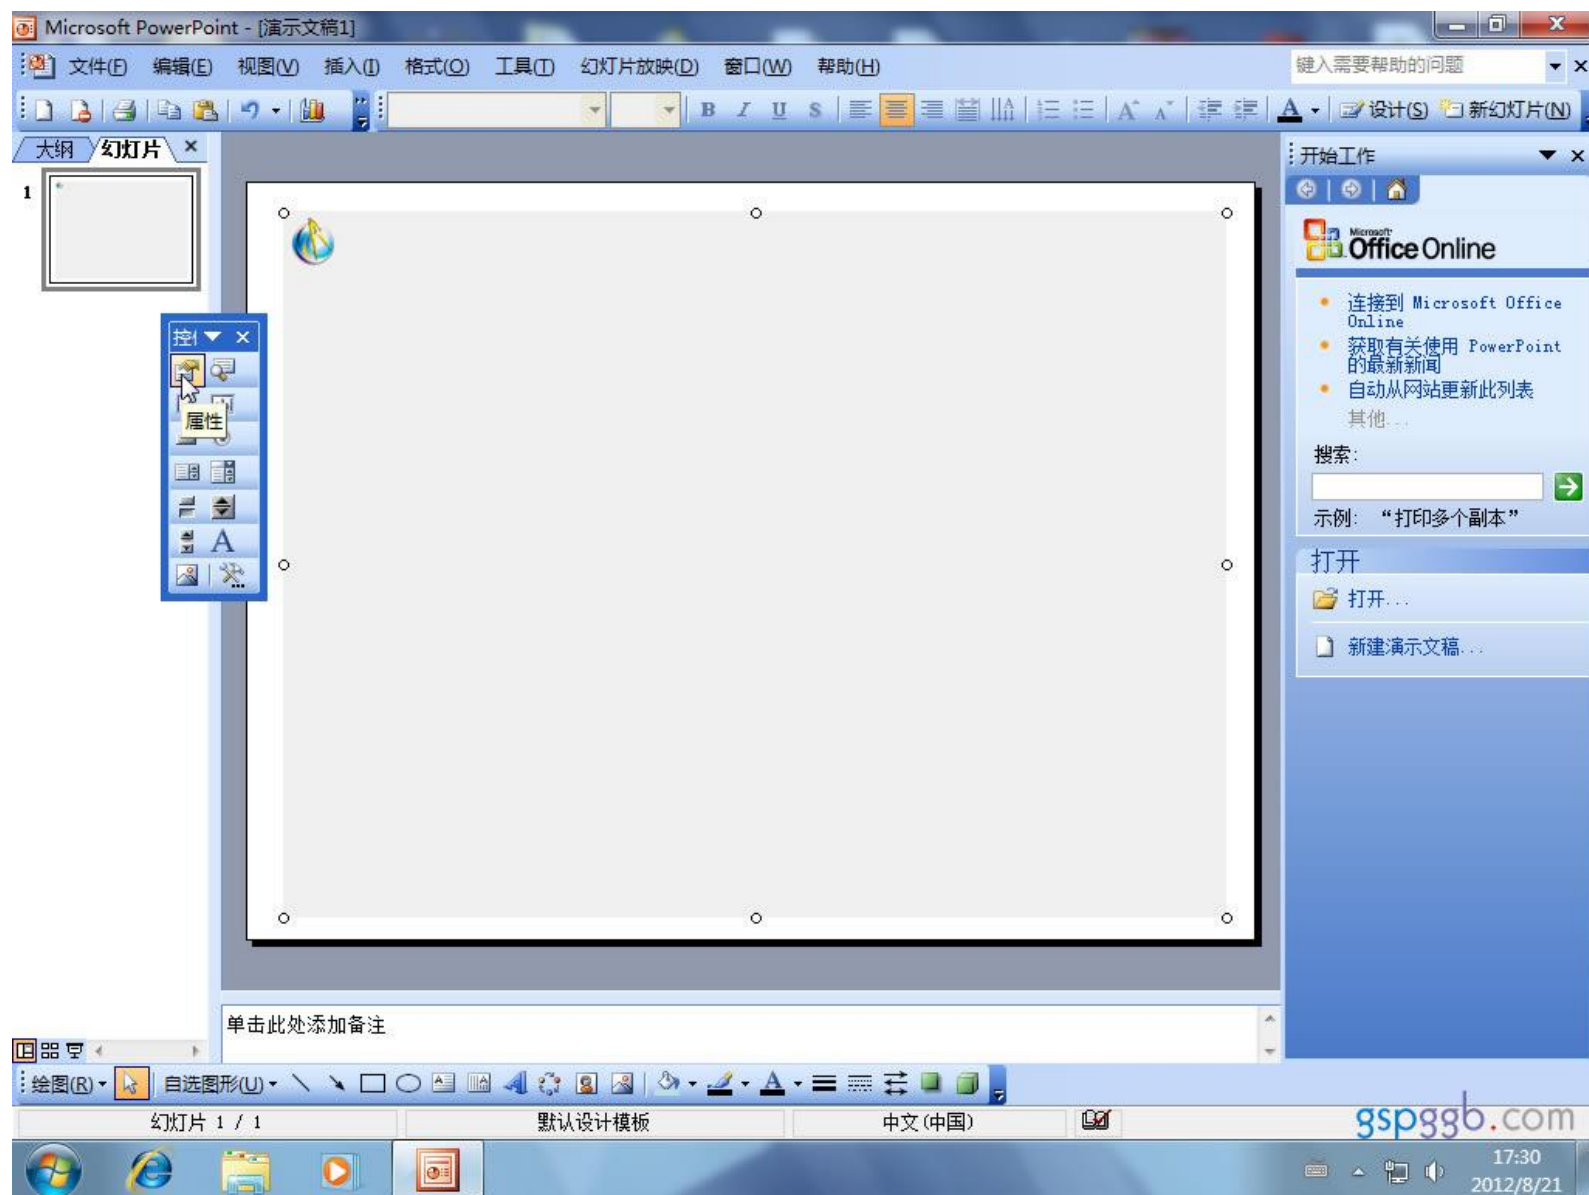 Microsoft PowerPoint - [演示文稿1]
文件(F) 编辑(E) 视图(V) 插入(I) 格式(O) 工具(T) 幻灯片放映(D) 窗口(W) 帮助(H) 键入需要帮助的问题
B I U S A A A 设计(S) 新幻灯片(N)
大纲 幻灯片
开始工作
1
Microsoft
Office Online
连接到 Microsoft Office
Online
获取有关使用 PowerPoint
的最新新闻
自动从网站更新此列表
其他...
搜索:
示例: “打印多个副本”
打开
打开...
新建演示文稿...
属性
A
单击此处添加备注
绘图(R) 自选图形(U) A
幻灯片 1 / 1 默认设计模板 中文(中国)
gspggb.com
17:30
2012/8/21